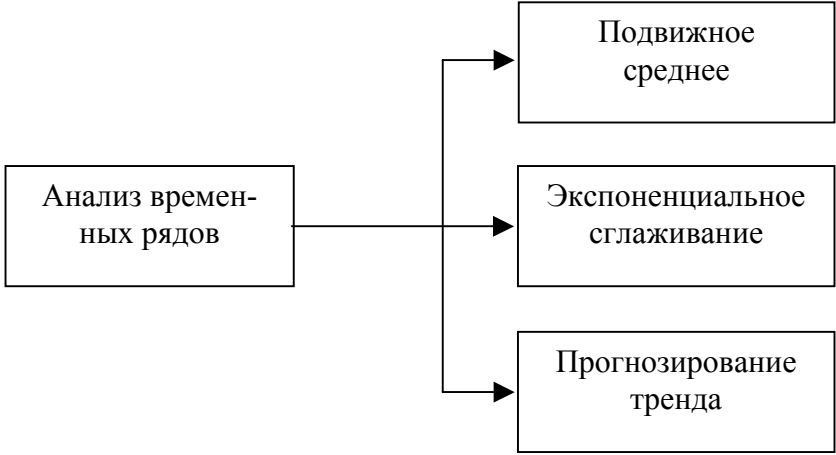 Подвижное
среднее
Анализ времен-
ных рядов
Экспоненциальное
сглаживание
Прогнозирование
тренда